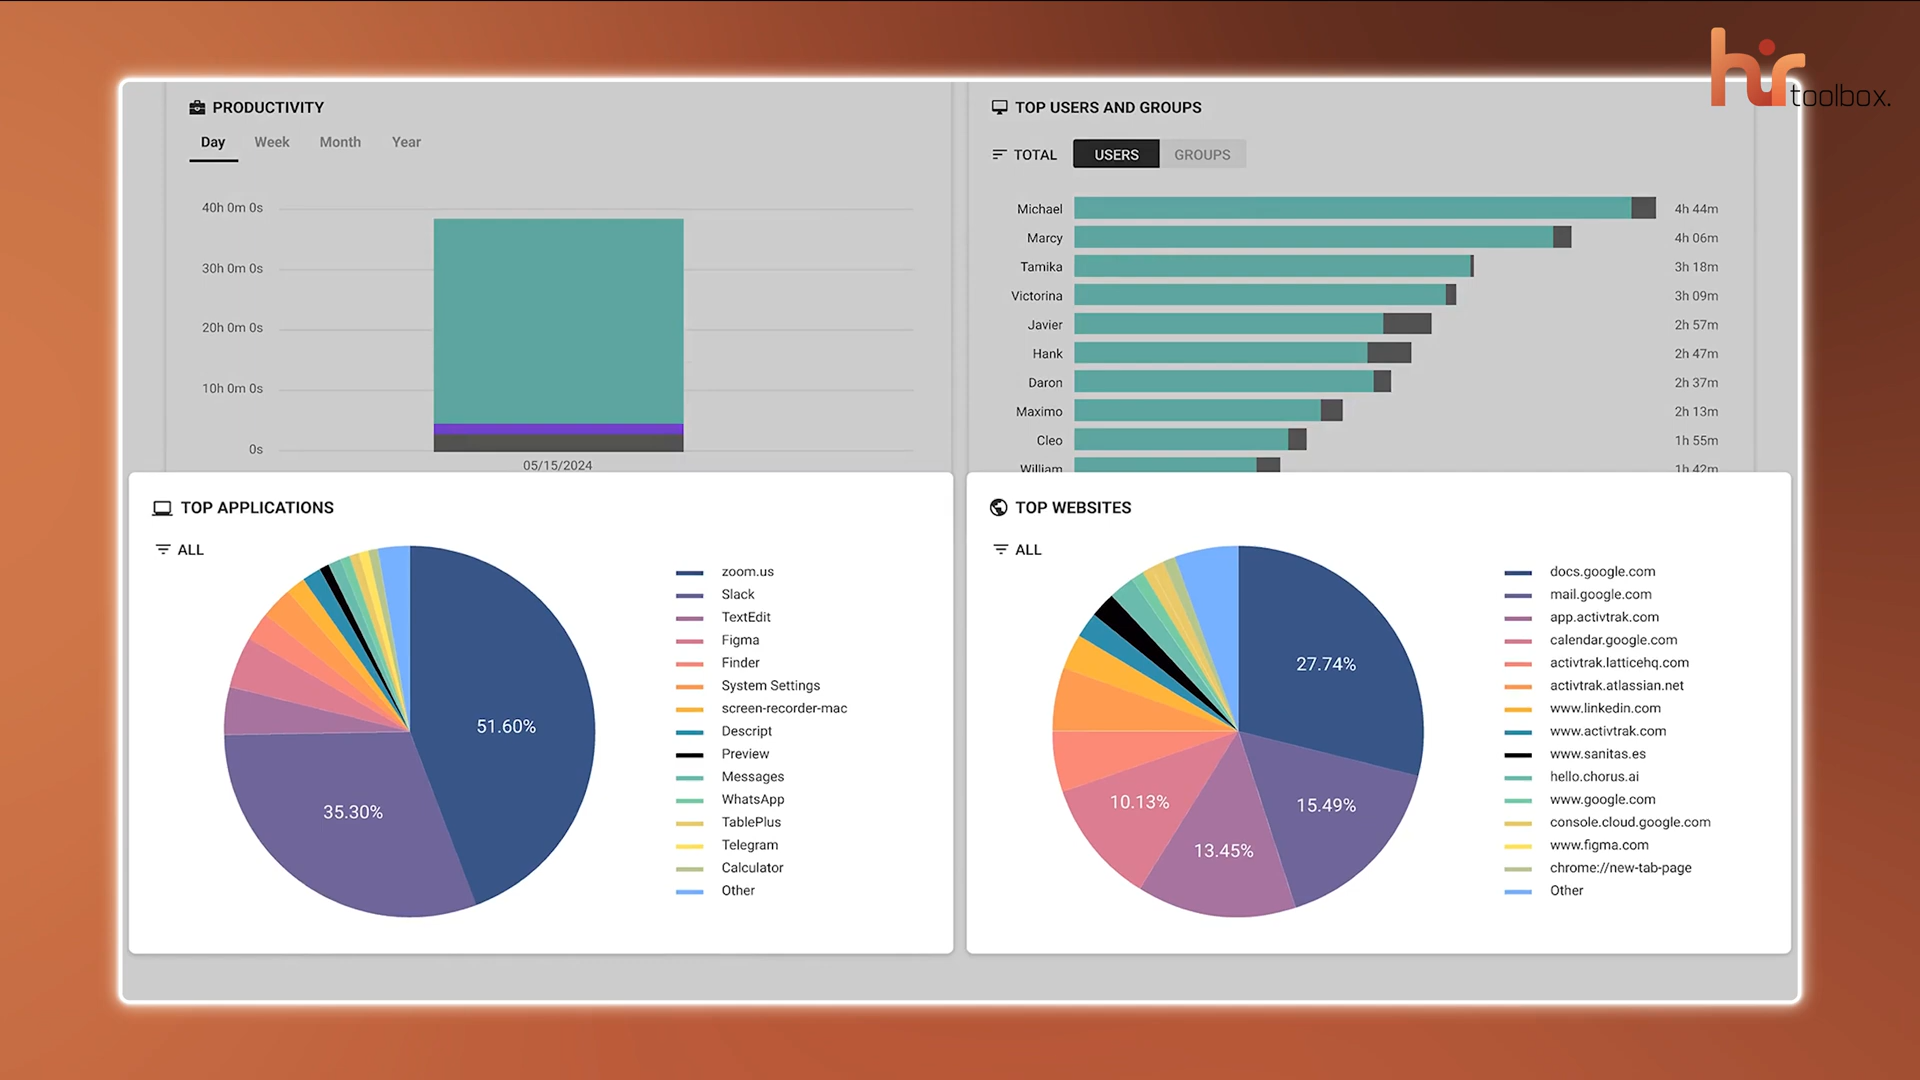 hr toolbox.
PRODUCTIVITY
Day Week Month Year
40h 0m 0s
30h 0m 0s
20h 0m 0s
10h 0m 0s
0s
05/15/2024
TOP USERS AND GROUPS
TOTAL USERS GROUPS
Michael 4h 44m
Marcy 4h 06m
Tamika 3h 18m
Victorina 3h 09m
Javier 2h 57m
Hank 2h 47m
Daron 2h 37m
Maximo 2h 13m
Cleo 1h 55m
William 1h 42m
TOP APPLICATIONS
ALL
51.60%
35.30%
zoom.us
Slack
TextEdit
Figma
Finder
System Settings
screen-recorder-mac
Descript
Preview
Messages
WhatsApp
TablePlus
Telegram
Calculator
Other
TOP WEBSITES
ALL
27.74%
15.49%
13.45%
10.13%
docs.google.com
mail.google.com
app.activtrak.com
calendar.google.com
activtrak.latticehq.com
activtrak.atlassian.net
www.linkedin.com
www.activtrak.com
www.sanitas.es
hello.chorus.ai
www.google.com
console.cloud.google.com
www.figma.com
chrome://new-tab-page
Other